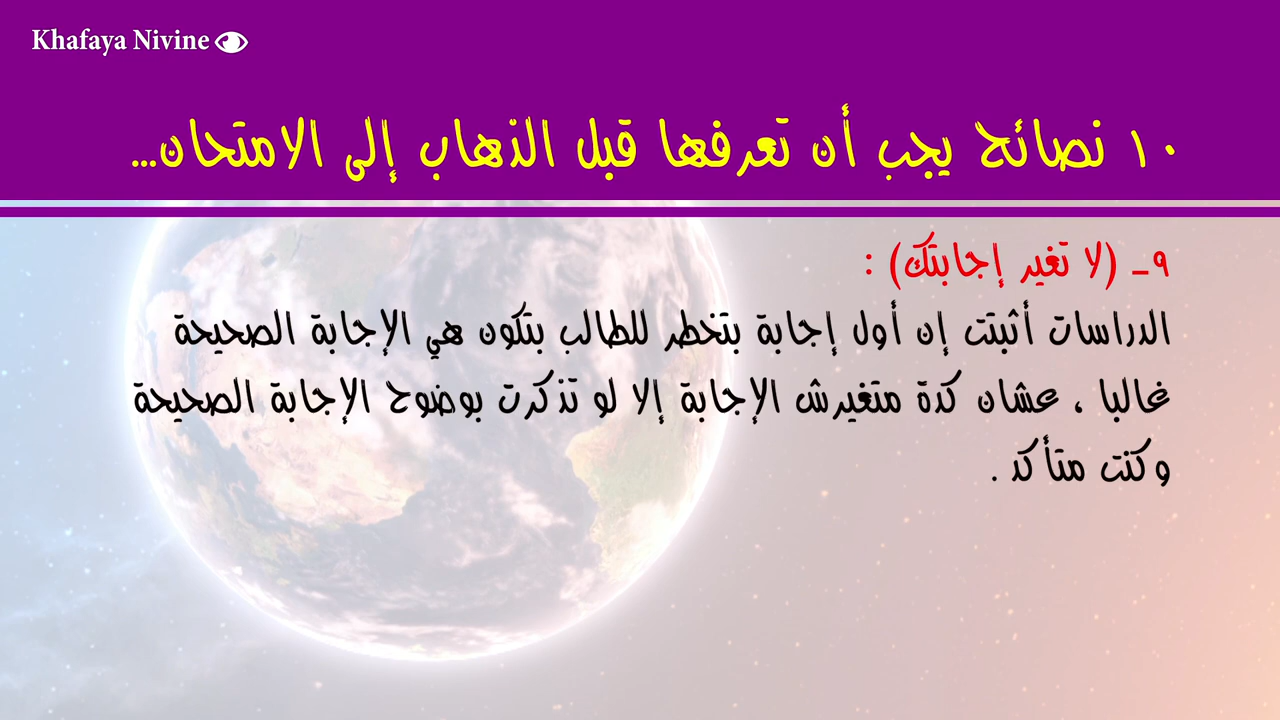 Khafaya Nivine
١٠ نصائح يجب أن تعرفها قبل الذهاب إلى الامتحان...
٩- (لا تغير إجابتك) :
الدراسات أثبتت إن أول إجابة بتخطر للطالب بتكون هي الإجابة الصحيحة
غالبا ، عشان كدة متغيرش الإجابة إلا لو تذكرت بوضوح الإجابة الصحيحة
وكنت متأكد .